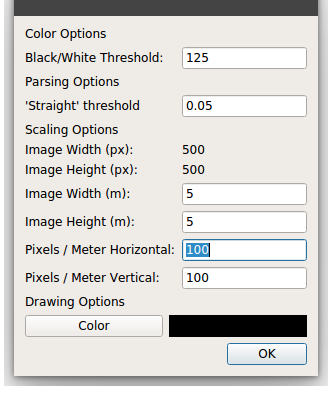 Color Options
Black/White Threshold: 125
Parsing Options
'Straight' threshold 0.05
Scaling Options
Image Width (px): 500
Image Height (px): 500
Image Width (m): 5
Image Height (m): 5
Pixels / Meter Horizontal: 100
Pixels / Meter Vertical: 100
Drawing Options
Color
OK